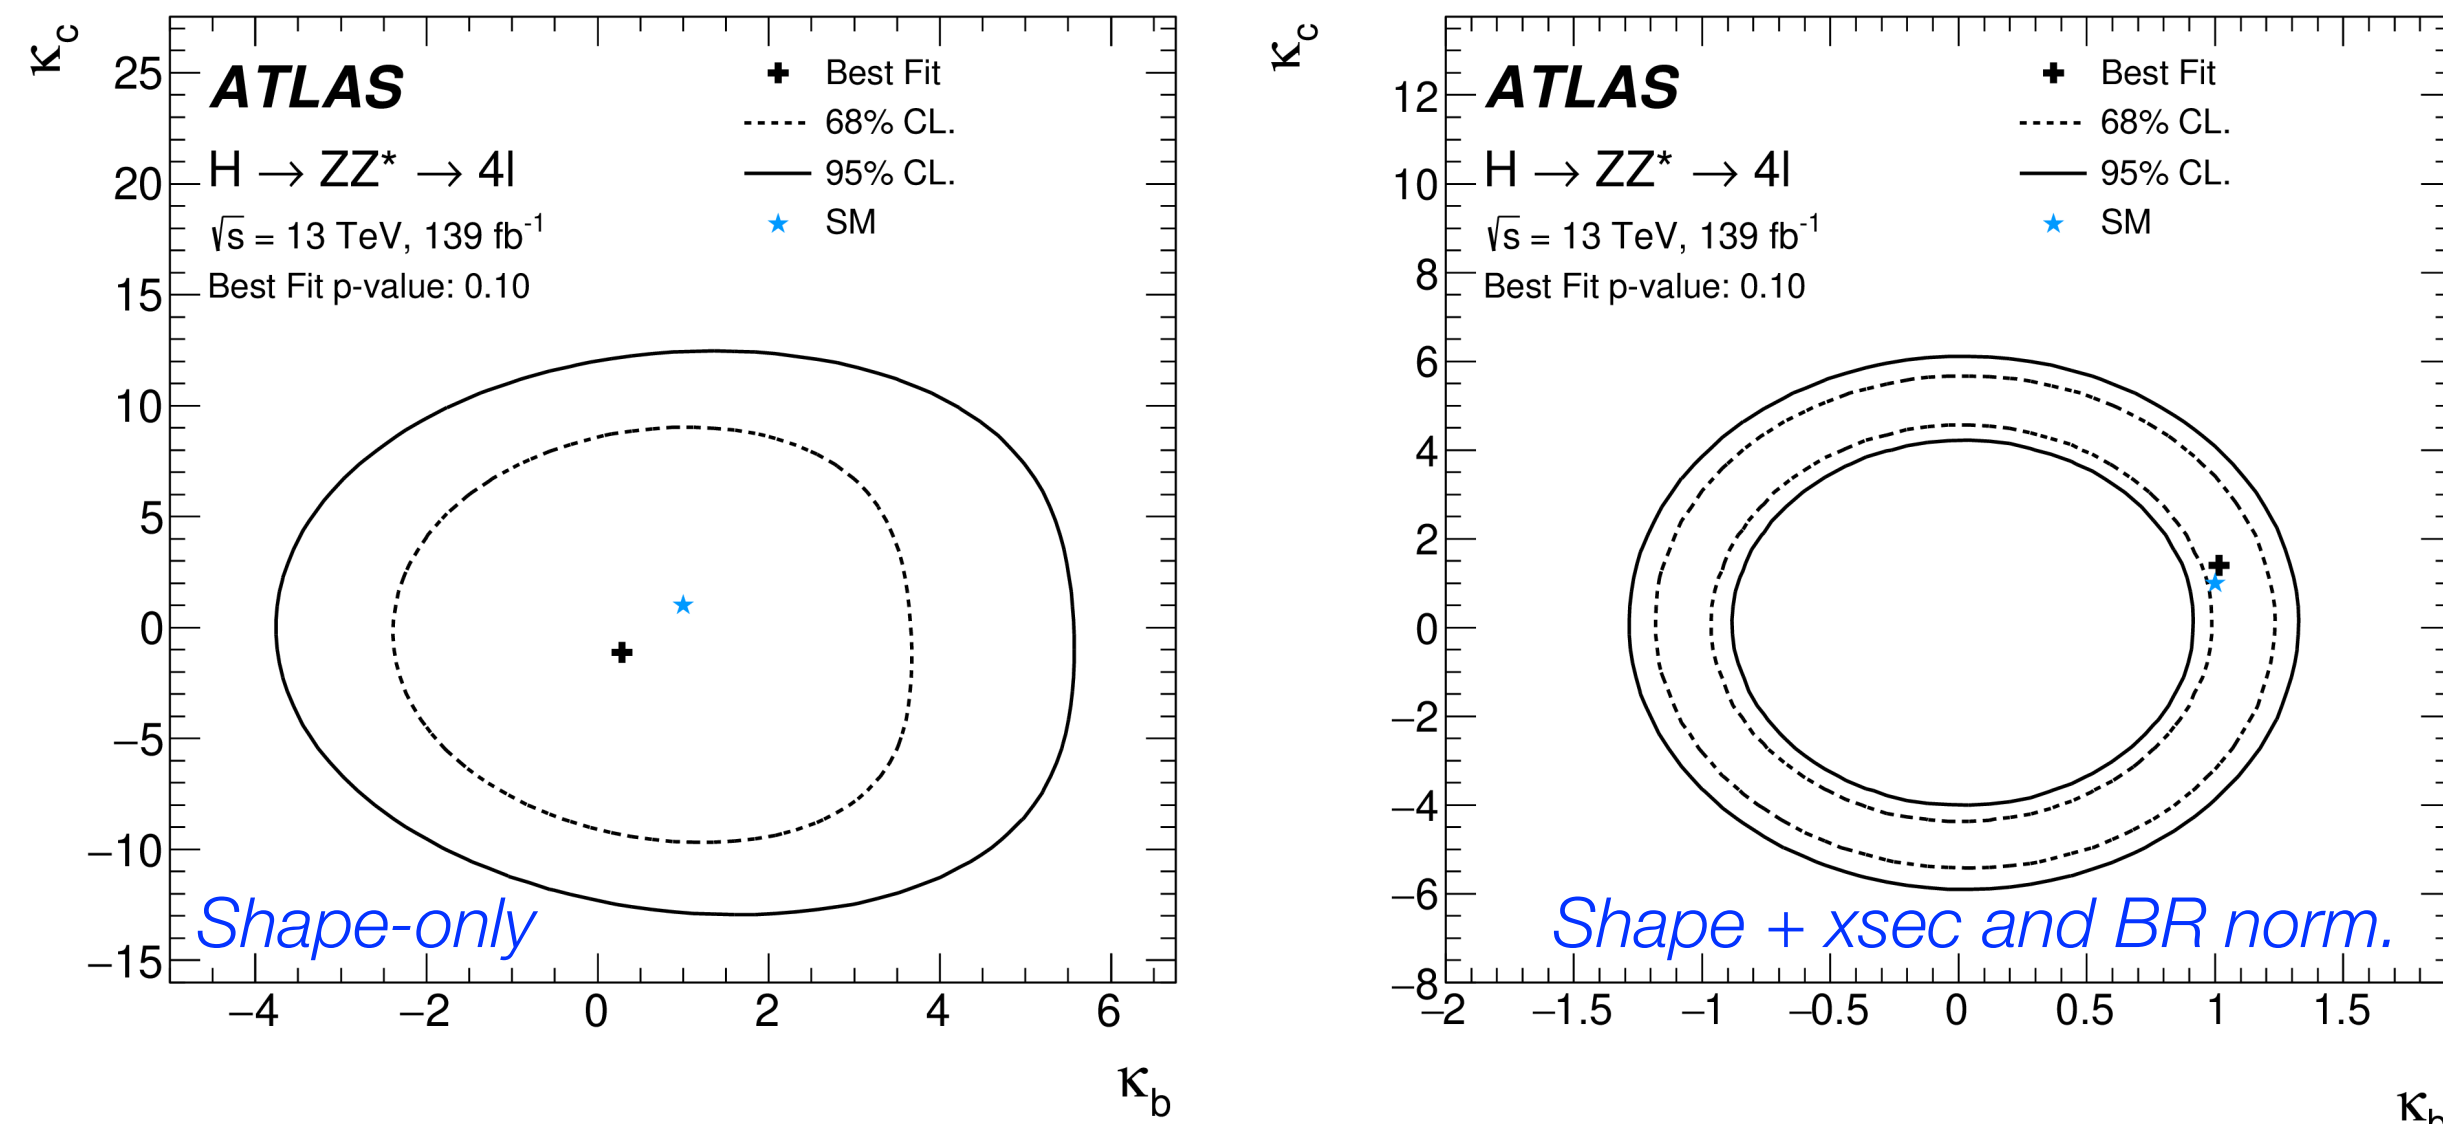 κc
25
20
15
10
5
0
−5
−10
−15
ATLAS
H → ZZ* → 4l
√s = 13 TeV, 139 fb-1
Best Fit p-value: 0.10
Best Fit
68% CL.
95% CL.
SM
Shape-only
−4 −2 0 2 4 6
κb
κc
12
10
8
6
4
2
0
−2
−4
−6
−8
ATLAS
H → ZZ* → 4l
√s = 13 TeV, 139 fb-1
Best Fit p-value: 0.10
Best Fit
68% CL.
95% CL.
SM
Shape + xsec and BR norm.
−2 −1.5 −1 −0.5 0 0.5 1 1.5
κb